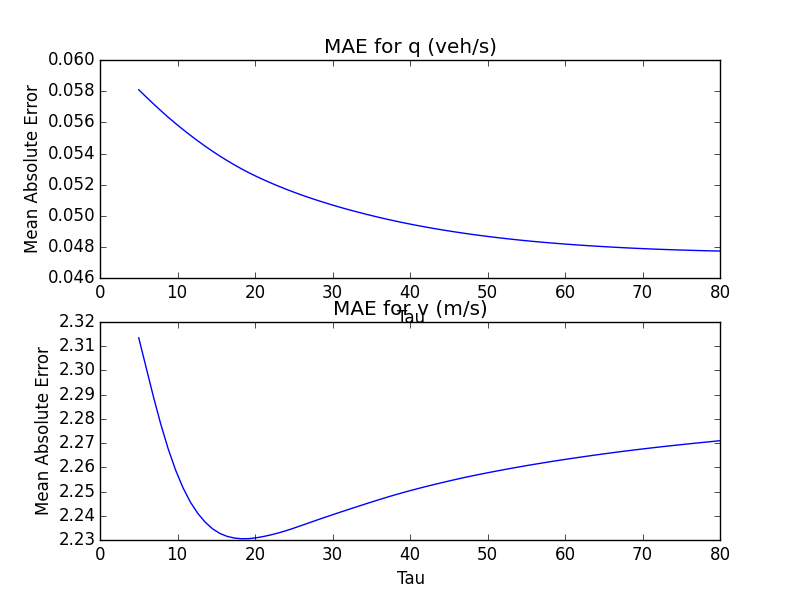 MAE for q (veh/s)
Mean Absolute Error
0.060
0.058
0.056
0.054
0.052
0.050
0.048
0.046
0 10 20 30 40 50 60 70 80
Tau
MAE for v (m/s)
Mean Absolute Error
2.32
2.31
2.30
2.29
2.28
2.27
2.26
2.25
2.24
2.23
0 10 20 30 40 50 60 70 80
Tau